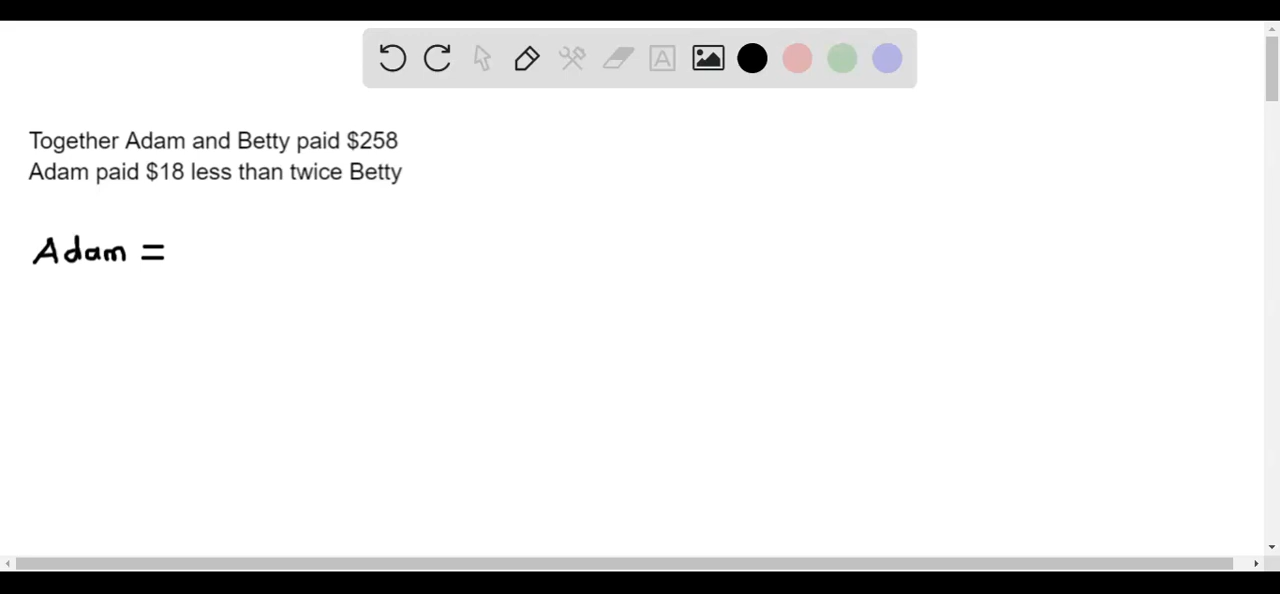 Together Adam and Betty paid $258
Adam paid $18 less than twice Betty
Adam =